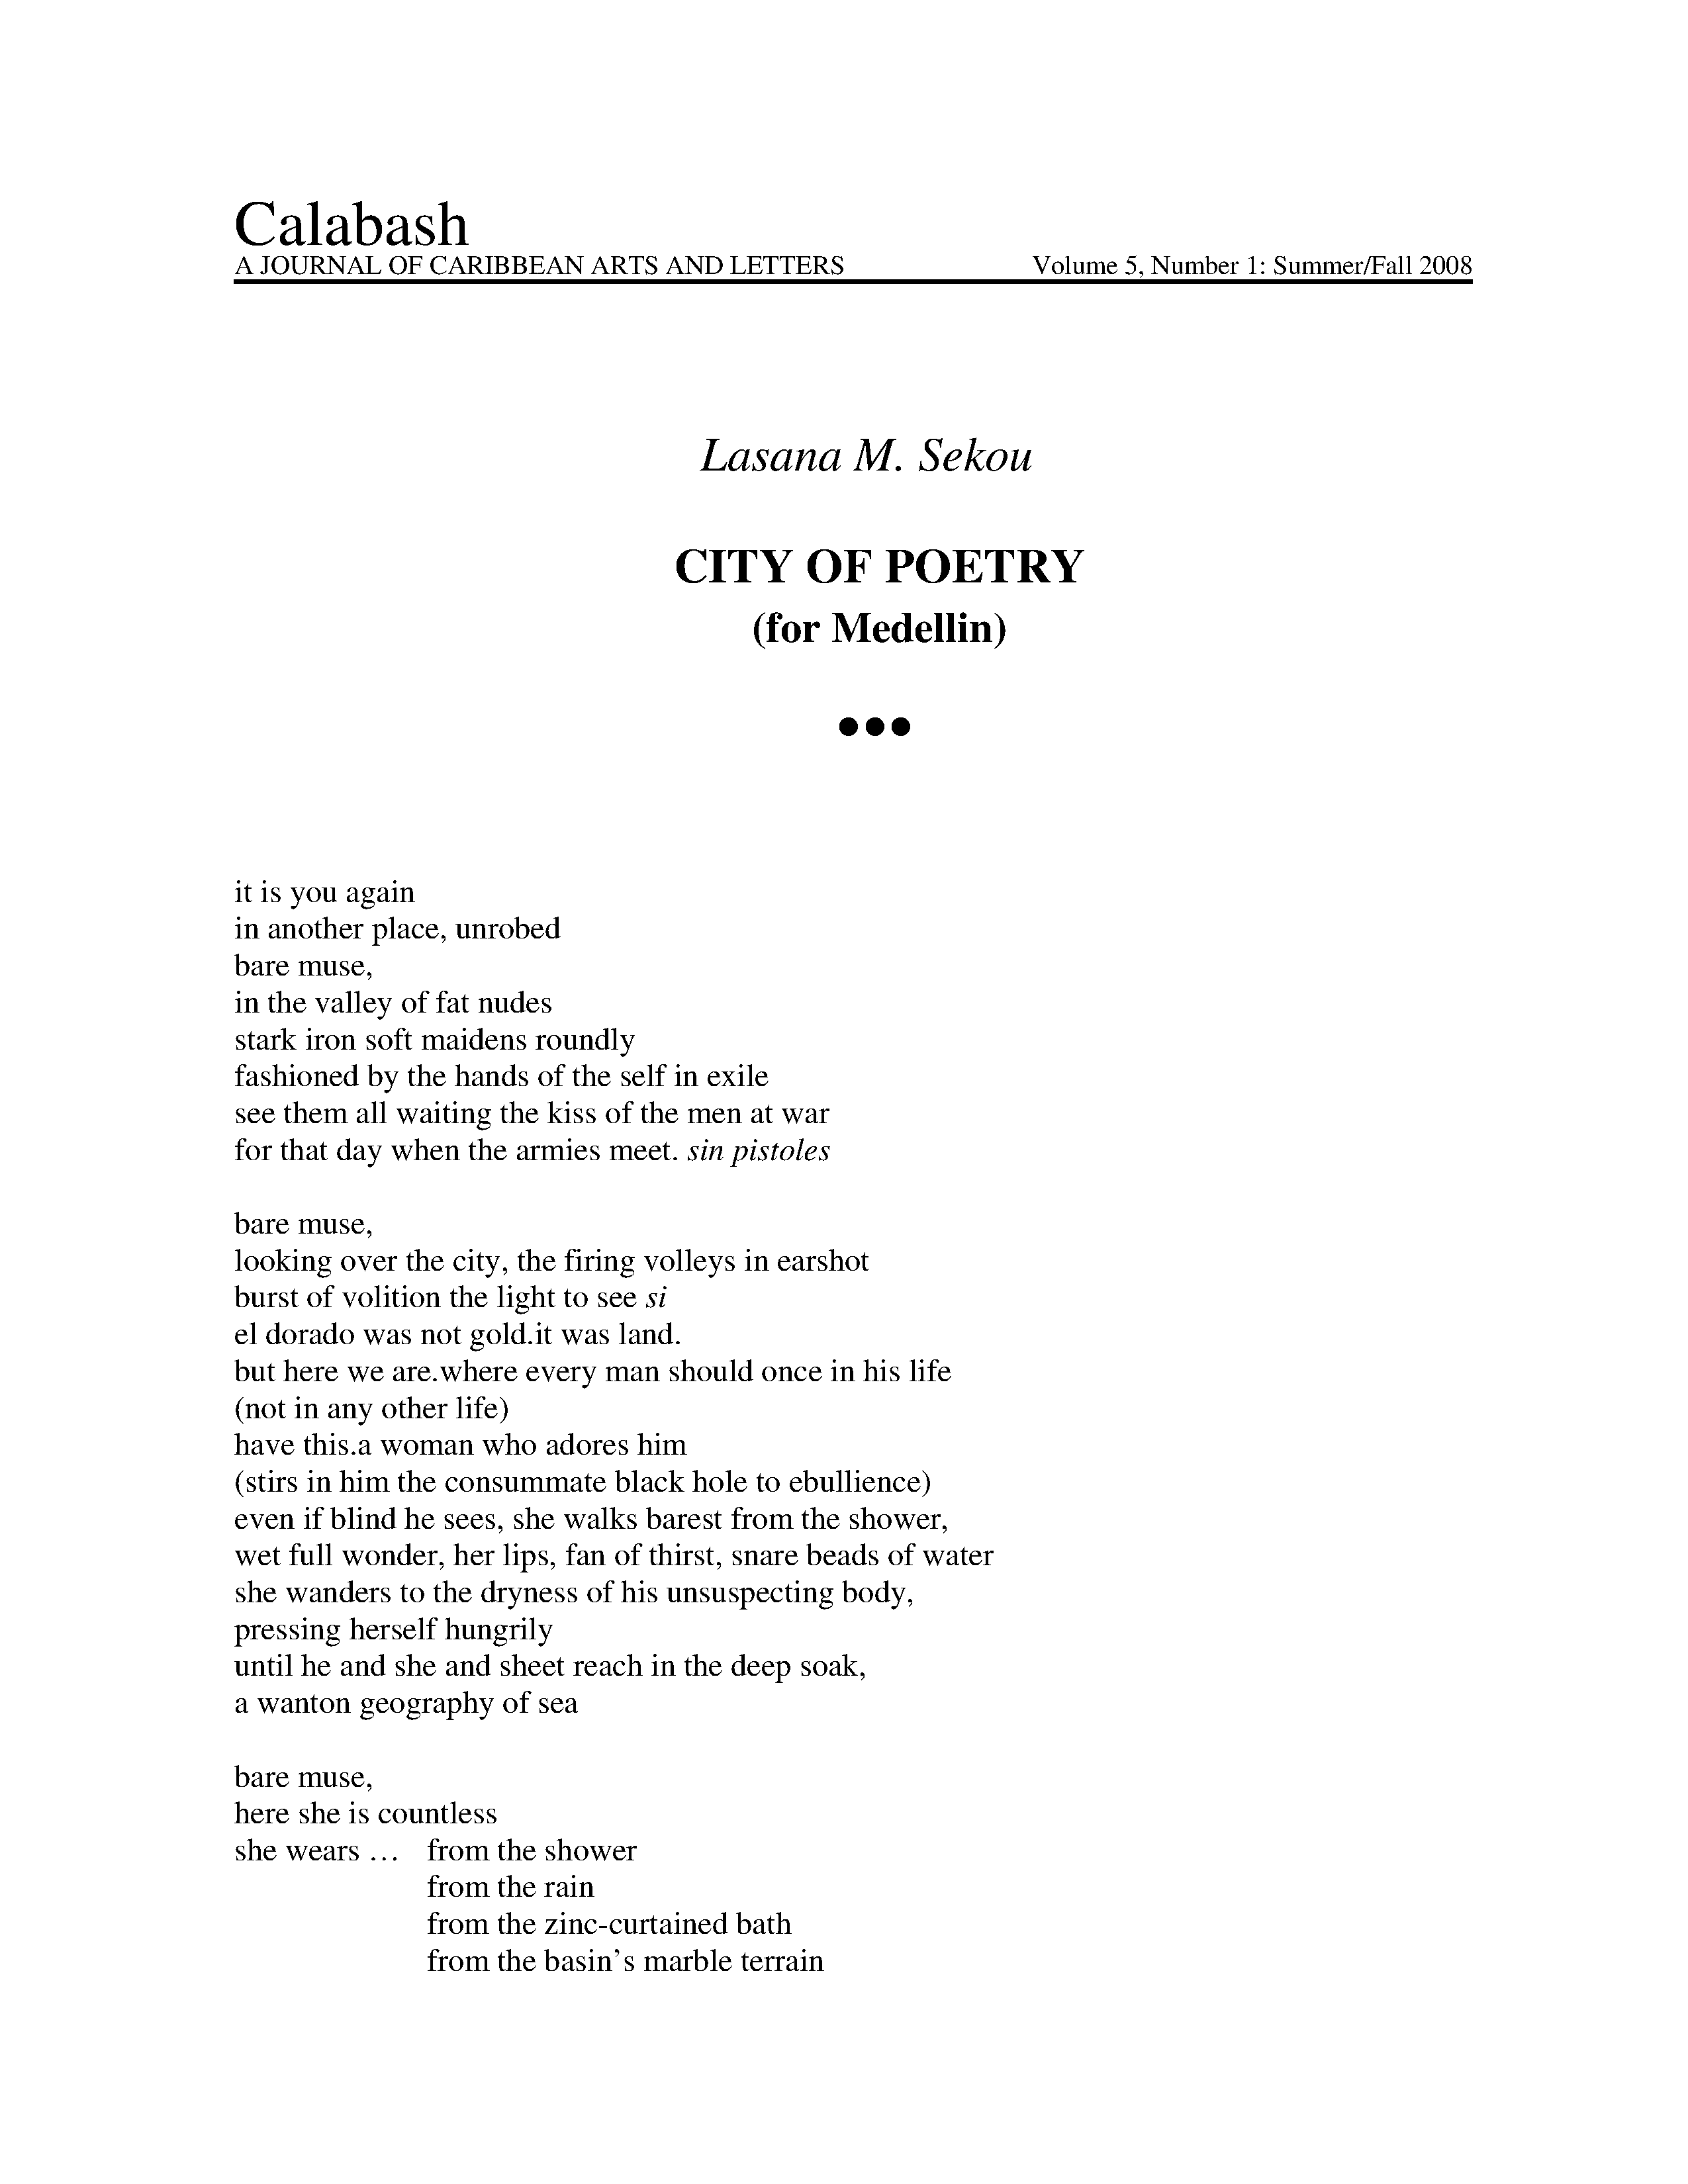 Calabash
A JOURNAL OF CARIBBEAN ARTS AND LETTERS Volume 5, Number 1: Summer/Fall 2008
Lasana M. Sekou
CITY OF POETRY
(for Medellin)
●●●
it is you again
in another place, unrobed
bare muse,
in the valley of fat nudes
stark iron soft maidens roundly
fashioned by the hands of the self in exile
see them all waiting the kiss of the men at war
for that day when the armies meet. sin pistoles
bare muse,
looking over the city, the firing volleys in earshot
burst of volition the light to see si
el dorado was not gold.it was land.
but here we are.where every man should once in his life
(not in any other life)
have this.a woman who adores him
(stirs in him the consummate black hole to ebullience)
even if blind he sees, she walks barest from the shower,
wet full wonder, her lips, fan of thirst, snare beads of water
she wanders to the dryness of his unsuspecting body,
pressing herself hungrily
until he and she and sheet reach in the deep soak,
a wanton geography of sea
bare muse,
here she is countless
she wears … from the shower
from the rain
from the zinc-curtained bath
from the basin’s marble terrain